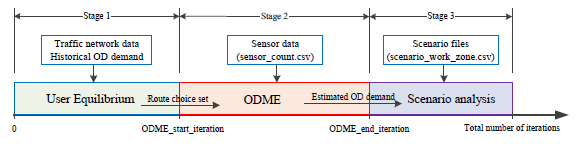 Stage 1
Stage 2
Stage 3
Traffic network data
Historical OD demand
Sensor data
(sensor_count.csv)
Scenario files
(scenario_work_zone.csv)
User Equilibrium
Route choice set
ODME
Estimated OD demand
Scenario analysis
0
ODME_start_iteration
ODME_end_iteration
Total number of iterations